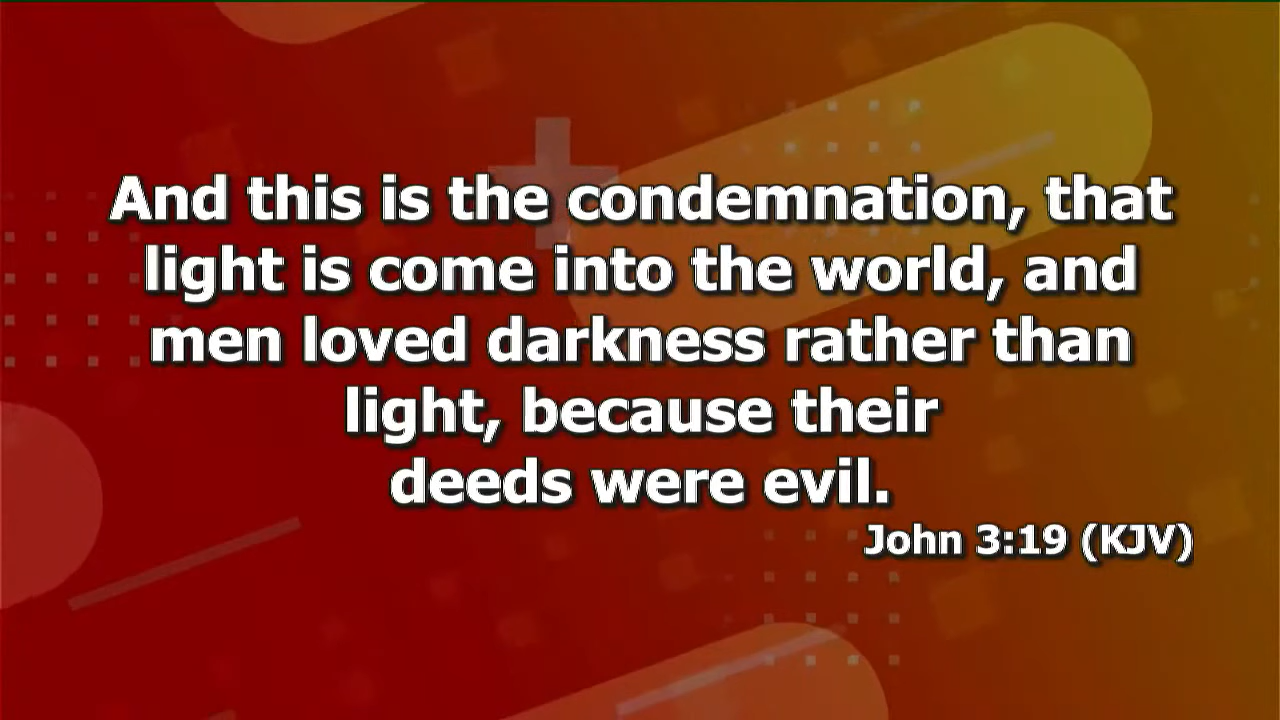 And this is the condemnation, that
light is come into the world, and
men loved darkness rather than
light, because their
deeds were evil.
John 3:19 (KJV)